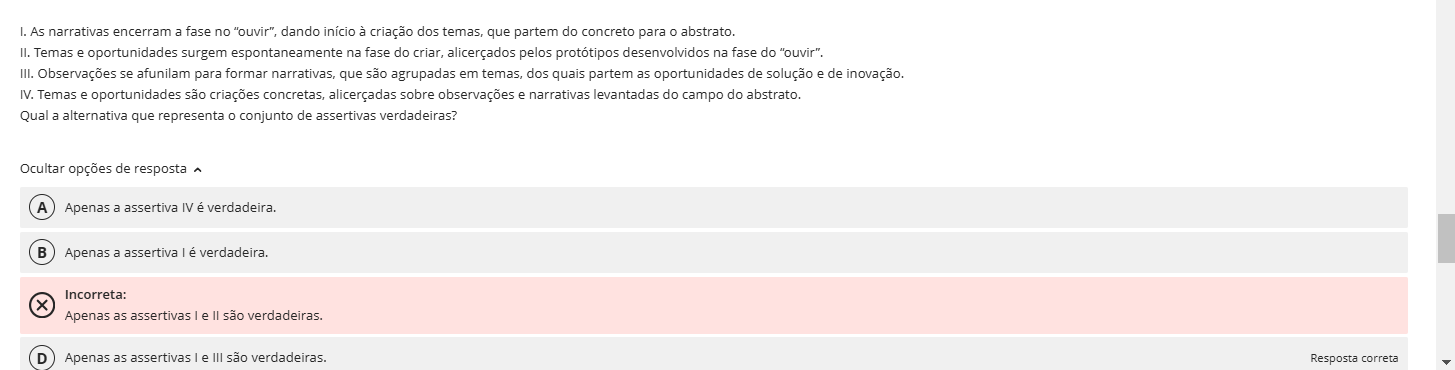 I. As narrativas encerram a fase no “ouvir”, dando início à criação dos temas, que partem do concreto para o abstrato.
II. Temas e oportunidades surgem espontaneamente na fase do criar, alicerçados pelos protótipos desenvolvidos na fase do “ouvir”.
III. Observações se afunilam para formar narrativas, que são agrupadas em temas, dos quais partem as oportunidades de solução e de inovação.
IV. Temas e oportunidades são criações concretas, alicerçadas sobre observações e narrativas levantadas do campo do abstrato.
Qual a alternativa que representa o conjunto de assertivas verdadeiras?
Ocultar opções de resposta
A Apenas a assertiva IV é verdadeira.
B Apenas a assertiva I é verdadeira.
Incorreta:
Apenas as assertivas I e II são verdadeiras.
D Apenas as assertivas I e III são verdadeiras. Resposta correta